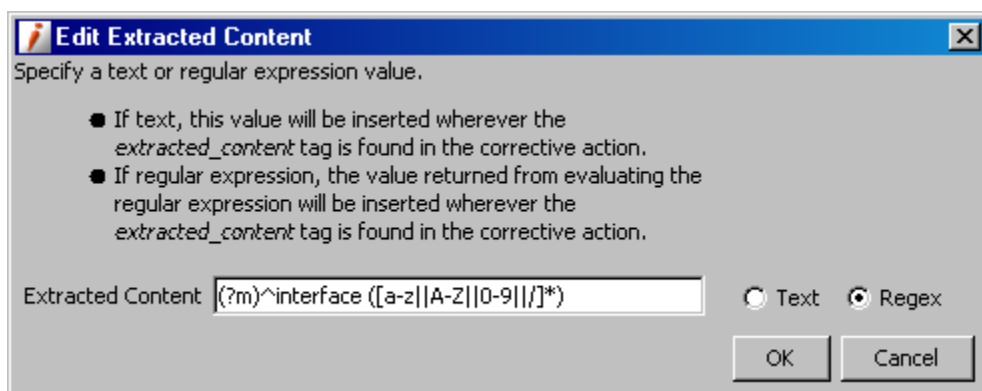 Edit Extracted Content
Specify a text or regular expression value.
If text, this value will be inserted wherever the
extracted_content tag is found in the corrective action.
If regular expression, the value returned from evaluating the
regular expression will be inserted wherever the
extracted_content tag is found in the corrective action.
Extracted Content (?m)^interface ([a-z||A-Z||0-9||/]*) Text Regex
OK Cancel